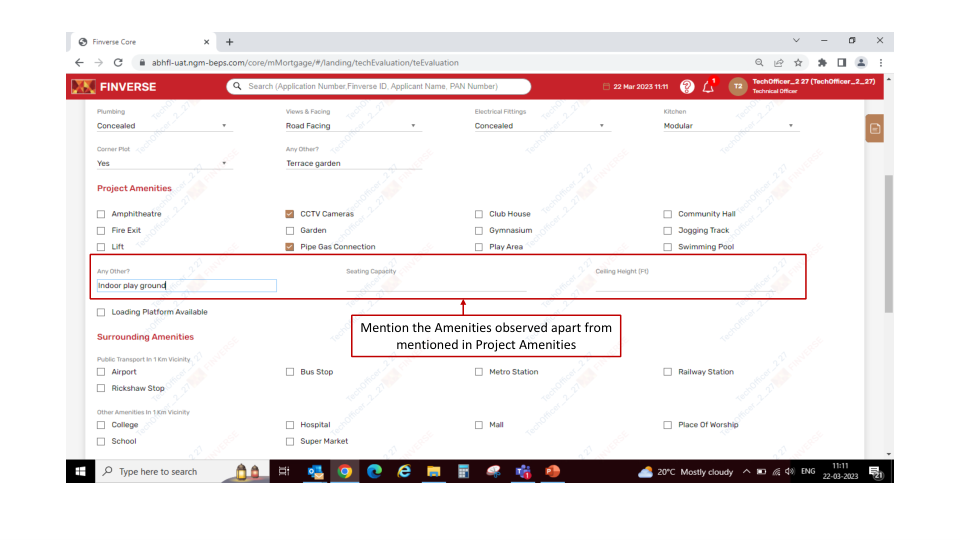 Finverse Core
abhfl-uat.ngm-beps.com/core/mMortgage/#/landing/techEvaluation/teEvaluation
FINVERSE
Search (Application Number,Finverse ID, Applicant Name, PAN Number)
22 Mar 2023 11:11
1
T2
TechOfficer_2 27 (TechOfficer_2_27)
Technical Officer
Plumbing Views & Facing Electrical Fittings Kitchen
Concealed Road Facing Concealed Modular
Corner Plot Any Other?
Yes Terrace garden
Project Amenities
Amphitheatre CCTV Cameras Club House Community Hall
Fire Exit Garden Gymnasium Jogging Track
Lift Pipe Gas Connection Play Area Swimming Pool
Any Other? Seating Capacity Ceiling Height (Ft)
Indoor play ground
Loading Platform Available
Mention the Amenities observed apart from
mentioned in Project Amenities
Surrounding Amenities
Public Transport In 1 Km Vicinity
Airport Bus Stop Metro Station Railway Station
Rickshaw Stop
Other Amenities In 1 Km Vicinity
College Hospital Mall Place Of Worship
School Super Market
Type here to search
20°C Mostly cloudy
ENG
11:11
22-03-2023
21